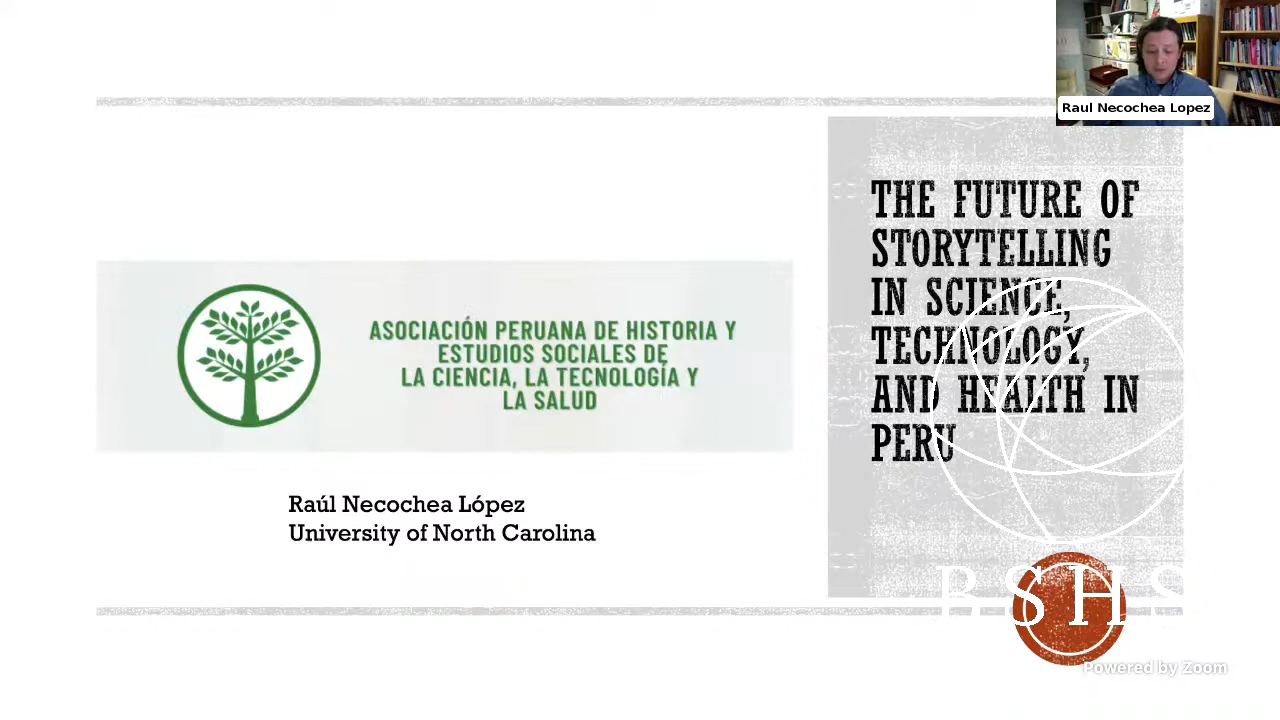 Raul Necochea Lopez
THE FUTURE OF
STORYTELLING
IN SCIENCE,
TECHNOLOGY,
AND HEALTH IN
PERU
ASOCIACIÓN PERUANA DE HISTORIA Y
ESTUDIOS SOCIALES DE
LA CIENCIA, LA TECNOLOGÍA Y
LA SALUD
Raúl Necochea López
University of North Carolina
BSHS
Powered by Zoom